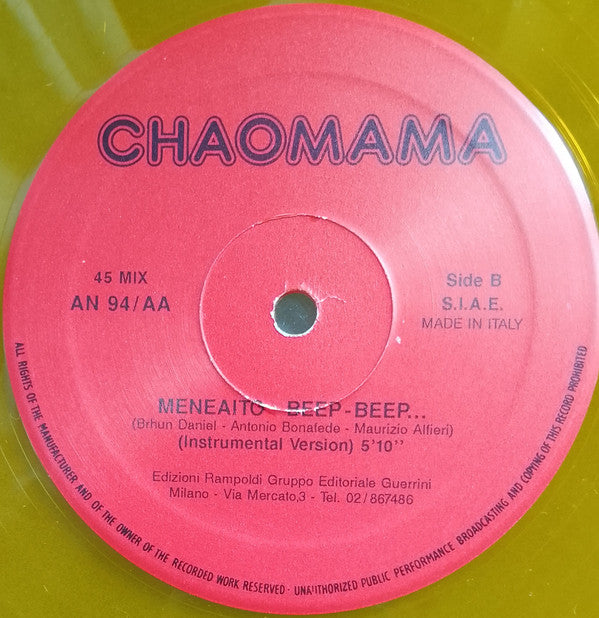 CHAOMAMA
45 MIX
AN 94/AA
Side B
S.I.A.E.
MADE IN ITALY
MENEAITO - BEEP-BEEP...
(Brhun Daniel - Antonio Bonafede - Maurizio Alfieri)
(Instrumental Version) 5'10"
Edizioni Rampoldi Gruppo Editoriale Guerrini
Milano - Via Mercato,3 - Tel. 02/867486
ALL RIGHTS OF THE MANUFACTURER AND OF THE OWNER OF THE RECORDED WORK RESERVED - UNAUTHORIZED PUBLIC PERFORMANCE BROADCASTING AND COPYING OF THIS RECORD PROHIBITED